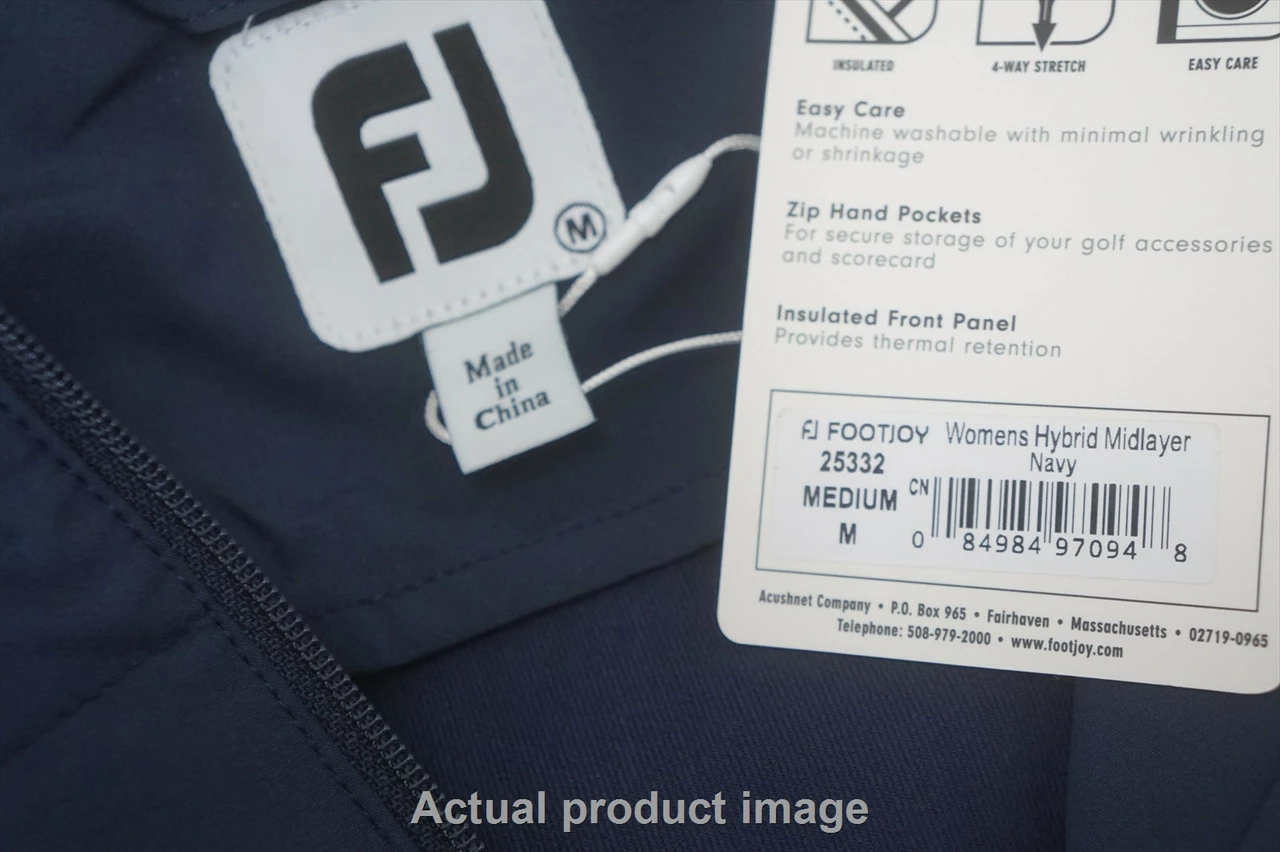 FJ
M
Made
in
China
INSULATED
4-WAY STRETCH
EASY CARE
Easy Care
Machine washable with minimal wrinkling
or shrinkage
Zip Hand Pockets
For secure storage of your golf accessories
and scorecard
Insulated Front Panel
Provides thermal retention
FJ FOOTJOY Womens Hybrid Midlayer
25332 Navy
MEDIUM CN
M
0 84984 97094 8
Acushnet Company • P.O. Box 965 • Fairhaven • Massachusetts • 02719-0965
Telephone: 508-979-2000 • www.footjoy.com
Actual product image